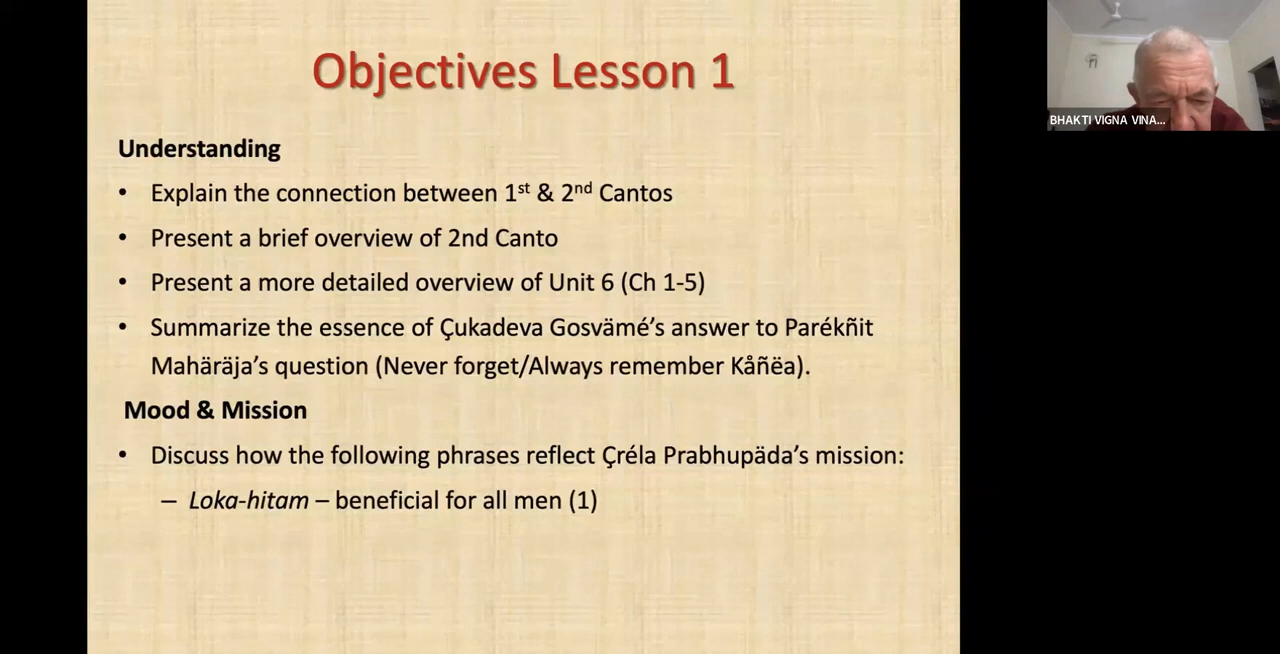 Objectives Lesson 1
Understanding
• Explain the connection between 1st & 2nd Cantos
• Present a brief overview of 2nd Canto
• Present a more detailed overview of Unit 6 (Ch 1-5)
• Summarize the essence of Çukadeva Gosvämé’s answer to Parékñit
Mahäräja’s question (Never forget/Always remember Kåñëa).
Mood & Mission
• Discuss how the following phrases reflect Çréla Prabhupäda’s mission:
– Loka-hitam – beneficial for all men (1)
BHAKTI VIGNA VINA...